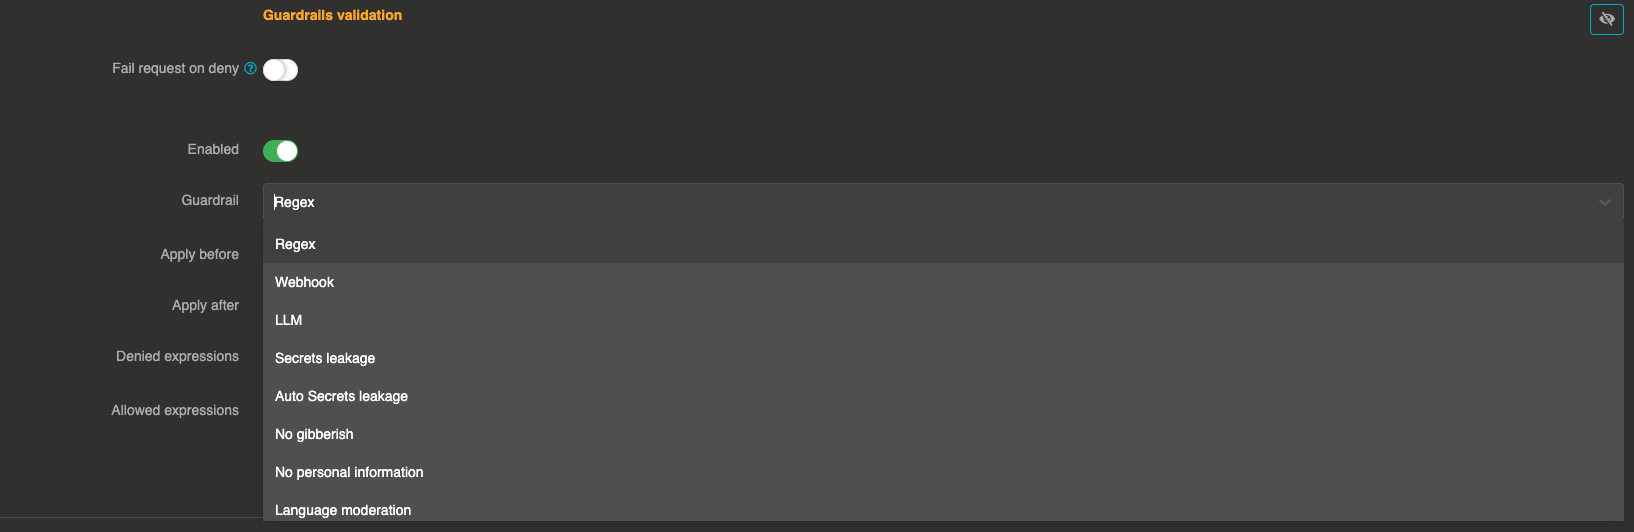 Guardrails validation
Fail request on deny
Enabled
Guardrail
Regex
Regex
Apply before
Webhook
Apply after
LLM
Denied expressions
Secrets leakage
Auto Secrets leakage
Allowed expressions
No gibberish
No personal information
Language moderation